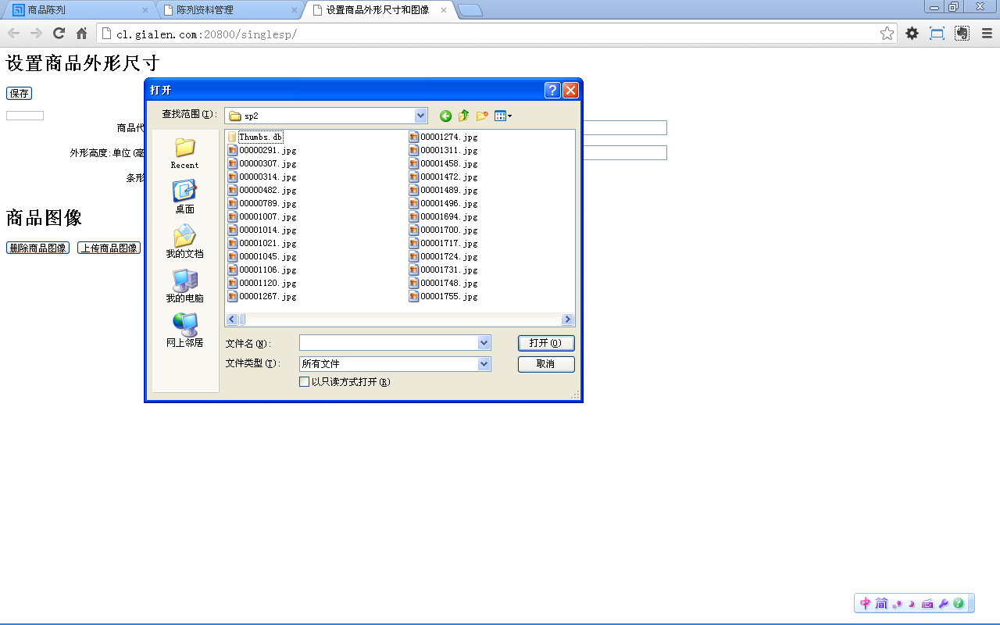 商品陈列
陈列资料管理
设置商品外形尺寸和图像
cl.gialen.com:20800/singlesp/
设置商品外形尺寸
保存
商品代
外形高度:单位(毫
条形
商品图像
删除商品图像 上传商品图像
打开
查找范围(I): sp2
Recent
桌面
我的文档
我的电脑
网上邻居
Thumbs.db
00000291.jpg
00000307.jpg
00000314.jpg
00000482.jpg
00000789.jpg
00001007.jpg
00001014.jpg
00001021.jpg
00001045.jpg
00001106.jpg
00001120.jpg
00001267.jpg
00001274.jpg
00001311.jpg
00001458.jpg
00001472.jpg
00001489.jpg
00001496.jpg
00001694.jpg
00001700.jpg
00001717.jpg
00001724.jpg
00001731.jpg
00001748.jpg
00001755.jpg
文件名(N): 打开(O)
文件类型(T): 所有文件 取消
以只读方式打开(R)
中 简